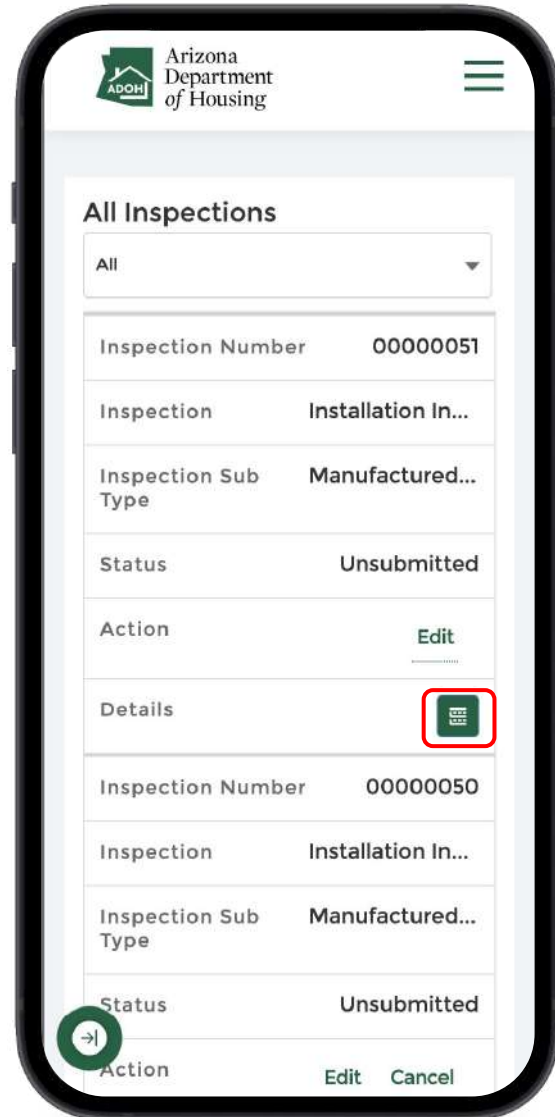 Arizona
Department
of Housing
ADOH
All Inspections
All
Inspection Number 00000051
Inspection Installation In...
Inspection Sub Type Manufactured...
Status Unsubmitted
Action Edit
Details
Inspection Number 00000050
Inspection Installation In...
Inspection Sub Type Manufactured...
Status Unsubmitted
Action Edit Cancel